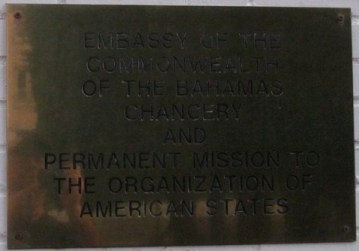 EMBASSY OF THE
COMMONWEALTH
OF THE BAHAMAS
CHANCERY
AND
PERMANENT MISSION TO
THE ORGANIZATION OF
AMERICAN STATES